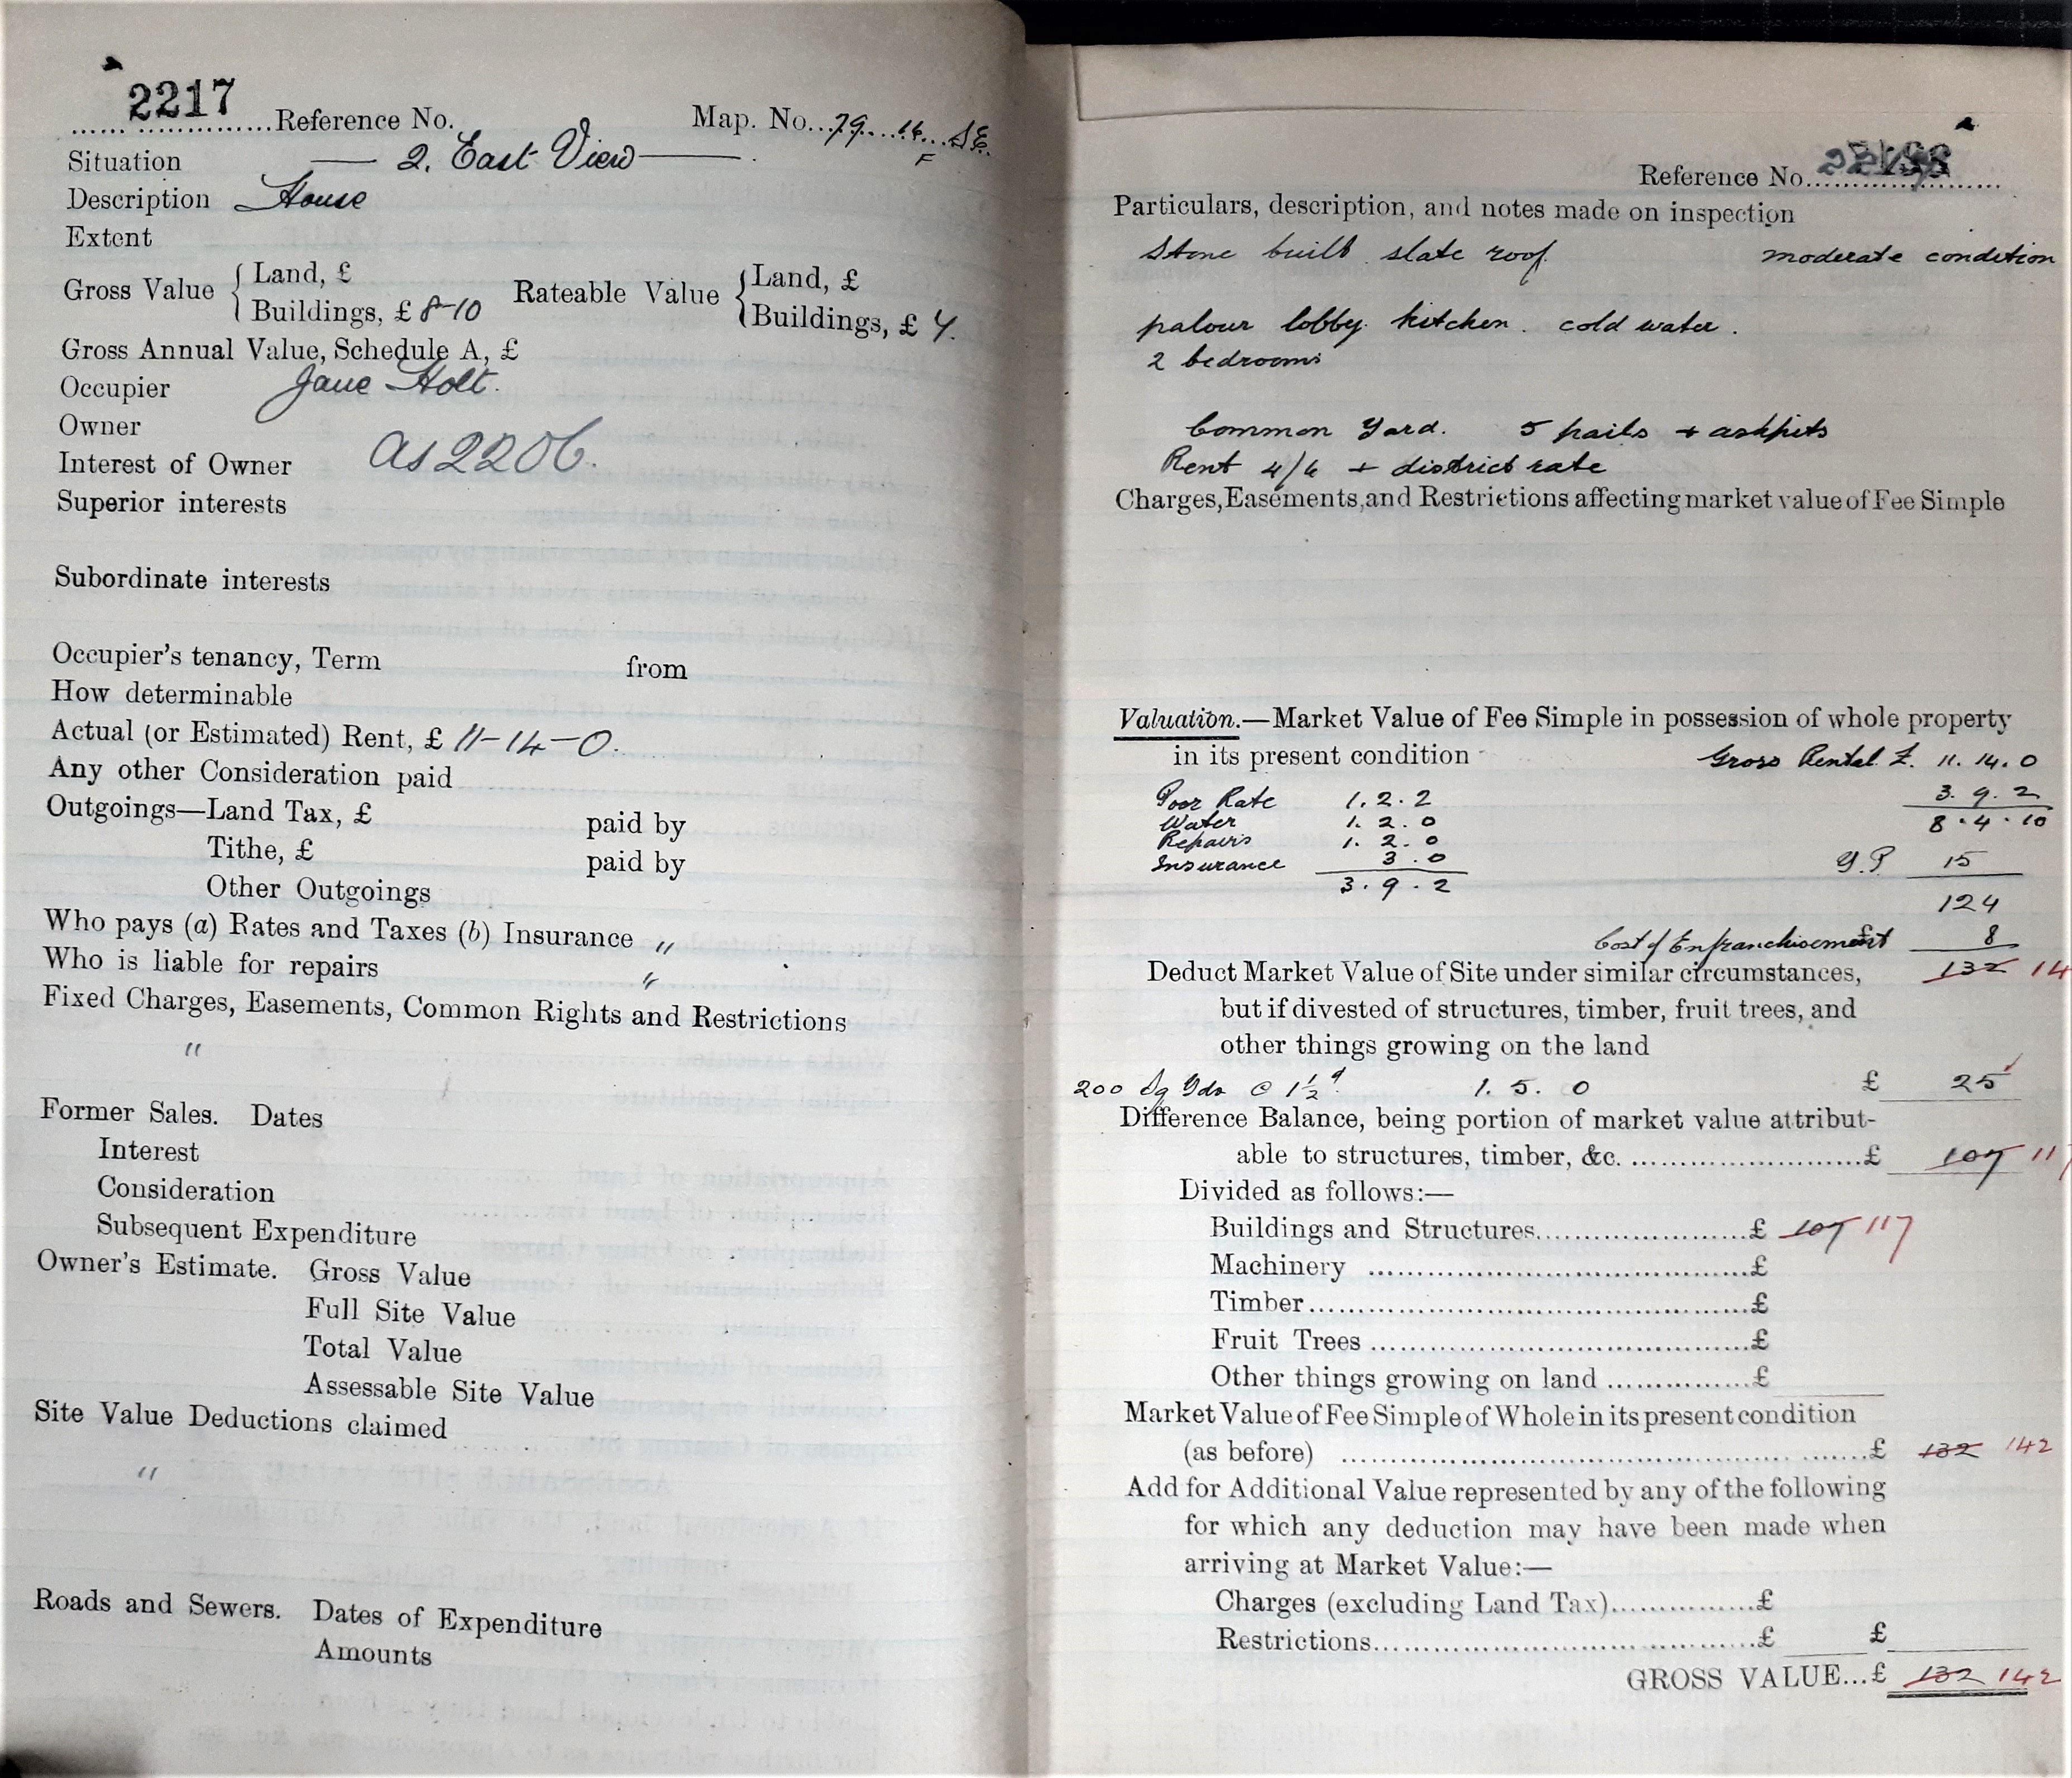 2217 Reference No. Map. No. 79. 16. SE.
F
Situation — 2. East View —
Description House
Extent
Gross Value { Land, £ Rateable Value { Land, £
Buildings, £ 8-10 Buildings, £ 7.
Gross Annual Value, Schedule A, £
Occupier Jane Holt.
Owner
Interest of Owner as 2206.
Superior interests
Subordinate interests
Occupier's tenancy, Term from
How determinable
Actual (or Estimated) Rent, £ 11-14-0.
Any other Consideration paid
Outgoings—Land Tax, £ paid by
Tithe, £ paid by
Other Outgoings
Who pays (a) Rates and Taxes (b) Insurance "
Who is liable for repairs "
Fixed Charges, Easements, Common Rights and Restrictions
"
Former Sales. Dates
Interest
Consideration
Subsequent Expenditure
Owner's Estimate. Gross Value
Full Site Value
Total Value
Assessable Site Value
Site Value Deductions claimed
"
Roads and Sewers. Dates of Expenditure
Amounts
Reference No.
Particulars, description, and notes made on inspection
Stone built slate roof. moderate condition
palour lobby kitchen. cold water.
2 bedrooms
Common Yard. 5 pails + ashpits
Rent 4/6 + district rate
Charges, Easements, and Restrictions affecting market value of Fee Simple
Valuation.—Market Value of Fee Simple in possession of whole property
in its present condition Gross Rental £. 11. 14. 0
Poor Rate 1. 2. 2 3. 9. 2
Water 1. 2. 0 8. 4. 10
Repairs 1. 2. 0
Insurance 3. 0 Y.P 15
3. 9. 2
124
Cost of Enfranchisement 8
Deduct Market Value of Site under similar circumstances, 132 14
but if divested of structures, timber, fruit trees, and
other things growing on the land
200 Sq Yds @ 1½d 1. 5. 0 £ 25
Difference Balance, being portion of market value attribut-
able to structures, timber, &c. £ 107 11
Divided as follows:—
Buildings and Structures £ 107 117
Machinery £
Timber £
Fruit Trees £
Other things growing on land £
Market Value of Fee Simple of Whole in its present condition
(as before) £ 132 142
Add for Additional Value represented by any of the following
for which any deduction may have been made when
arriving at Market Value:—
Charges (excluding Land Tax) £
Restrictions £ £
GROSS VALUE...£ 132 142